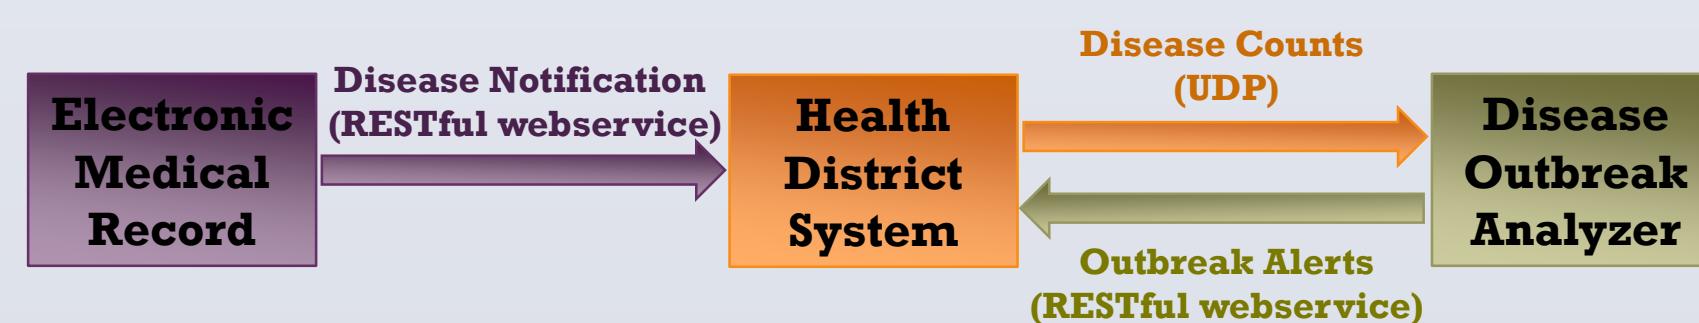 Electronic
Medical
Record
Disease Notification
(RESTful webservice)
Health
District
System
Disease Counts
(UDP)
Outbreak Alerts
(RESTful webservice)
Disease
Outbreak
Analyzer